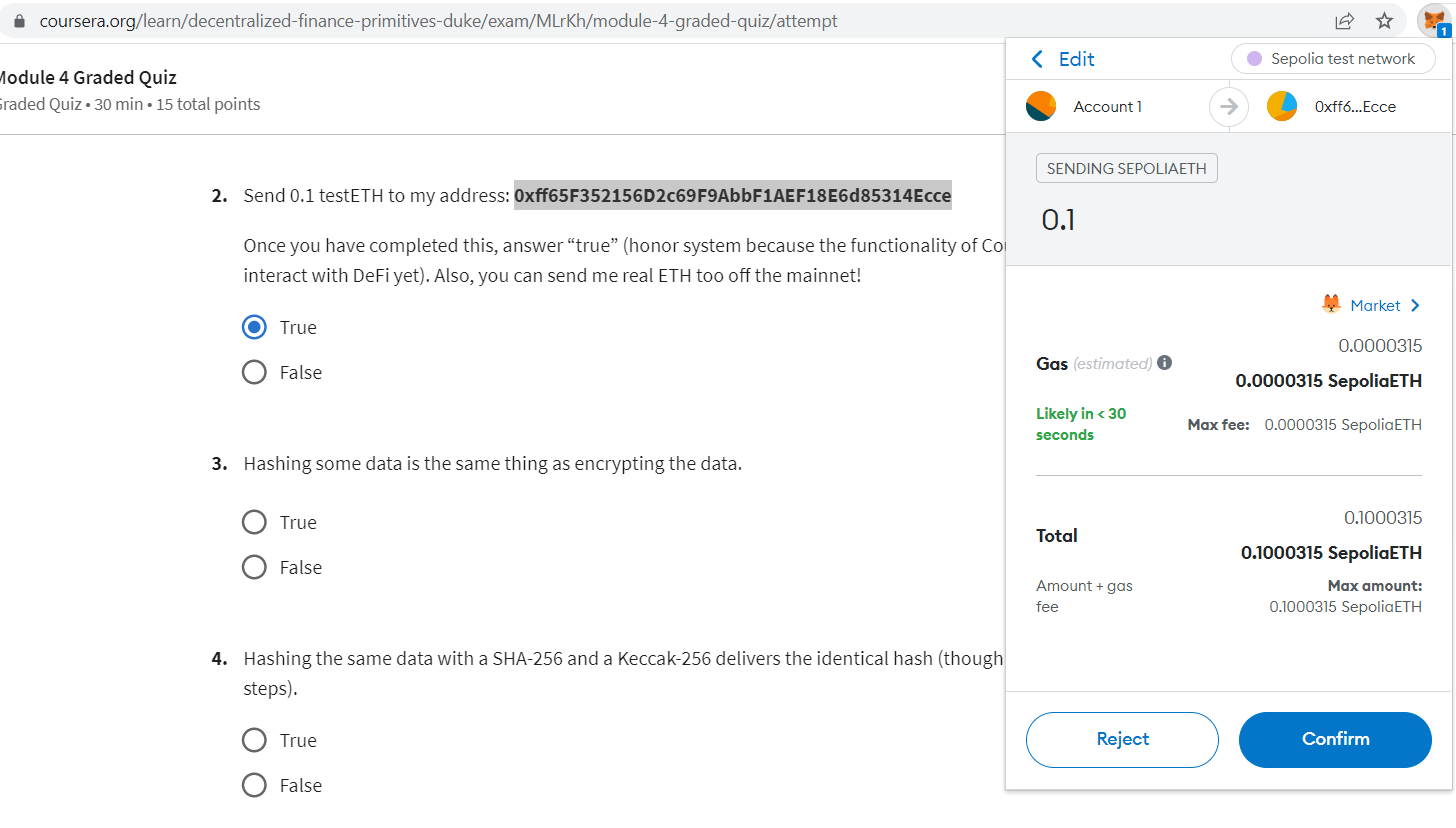 coursera.org/learn/decentralized-finance-primitives-duke/exam/MLrKh/module-4-graded-quiz/attempt
1
Module 4 Graded Quiz
Graded Quiz • 30 min • 15 total points
2. Send 0.1 testETH to my address: 0xff65F352156D2c69F9AbbF1AEF18E6d85314Ecce
Once you have completed this, answer “true” (honor system because the functionality of Co
interact with DeFi yet). Also, you can send me real ETH too off the mainnet!
True
False
3. Hashing some data is the same thing as encrypting the data.
True
False
4. Hashing the same data with a SHA-256 and a Keccak-256 delivers the identical hash (though
steps).
True
False
Edit
Sepolia test network
Account 1
0xff6...Ecce
SENDING SEPOLIAETH
0.1
Market
0.0000315
Gas (estimated)
0.0000315 SepoliaETH
Likely in < 30
seconds
Max fee: 0.0000315 SepoliaETH
0.1000315
Total
0.1000315 SepoliaETH
Amount + gas
fee
Max amount:
0.1000315 SepoliaETH
Reject
Confirm